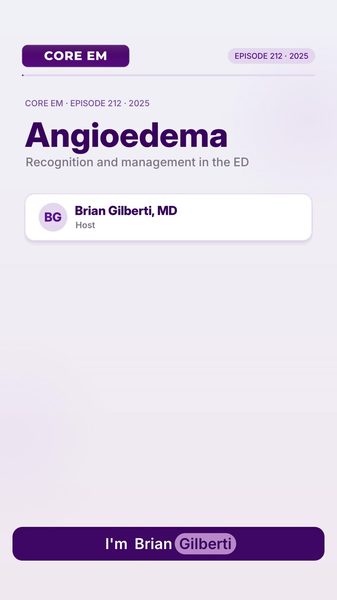 CORE EM
EPISODE 212 · 2025
CORE EM · EPISODE 212 · 2025
Angioedema
Recognition and management in the ED
BG
Brian Gilberti, MD
Host
I'm Brian Gilberti